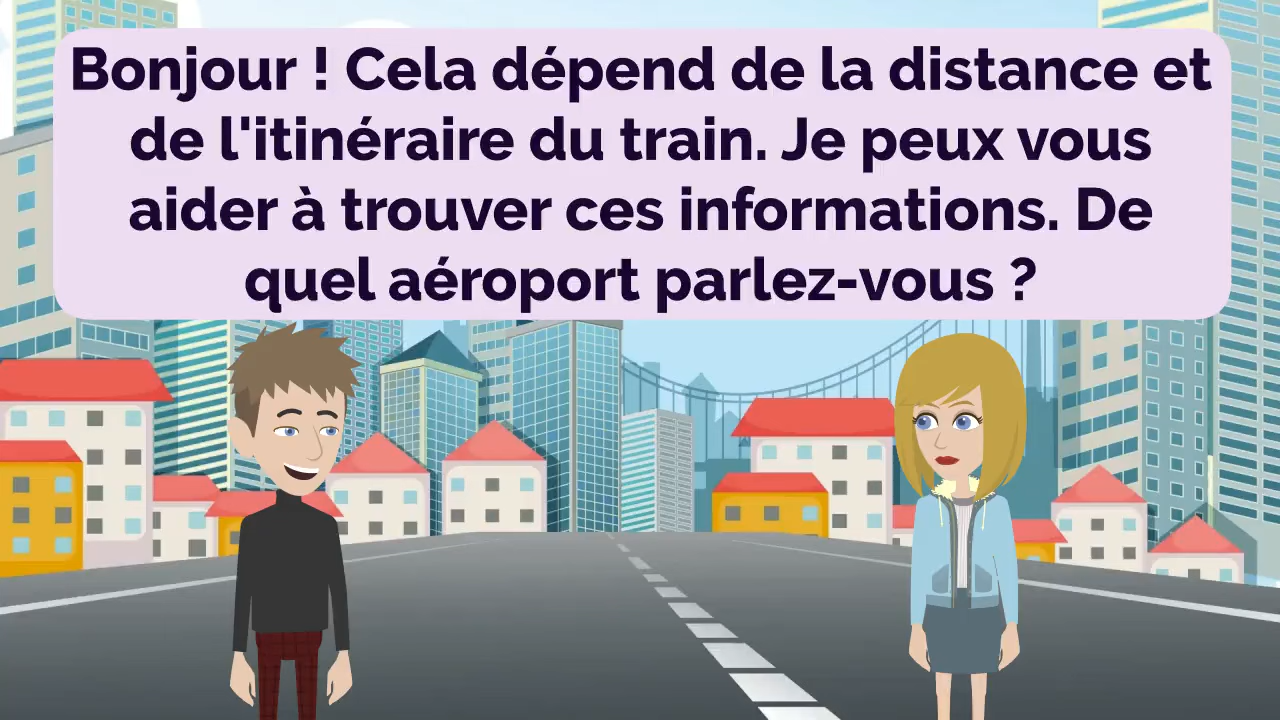 Bonjour ! Cela dépend de la distance et
de l'itinéraire du train. Je peux vous
aider à trouver ces informations. De
quel aéroport parlez-vous ?